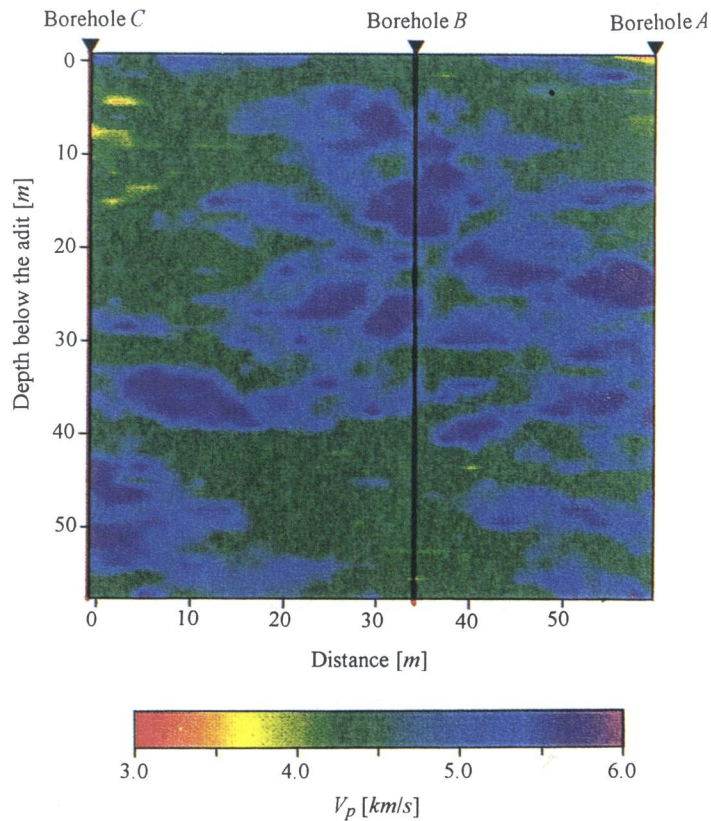 Borehole C Borehole B Borehole A
0
10
20
30
40
50
Depth below the adit [m]
0 10 20 30 40 50
Distance [m]
3.0 4.0 5.0 6.0
Vp [km/s]